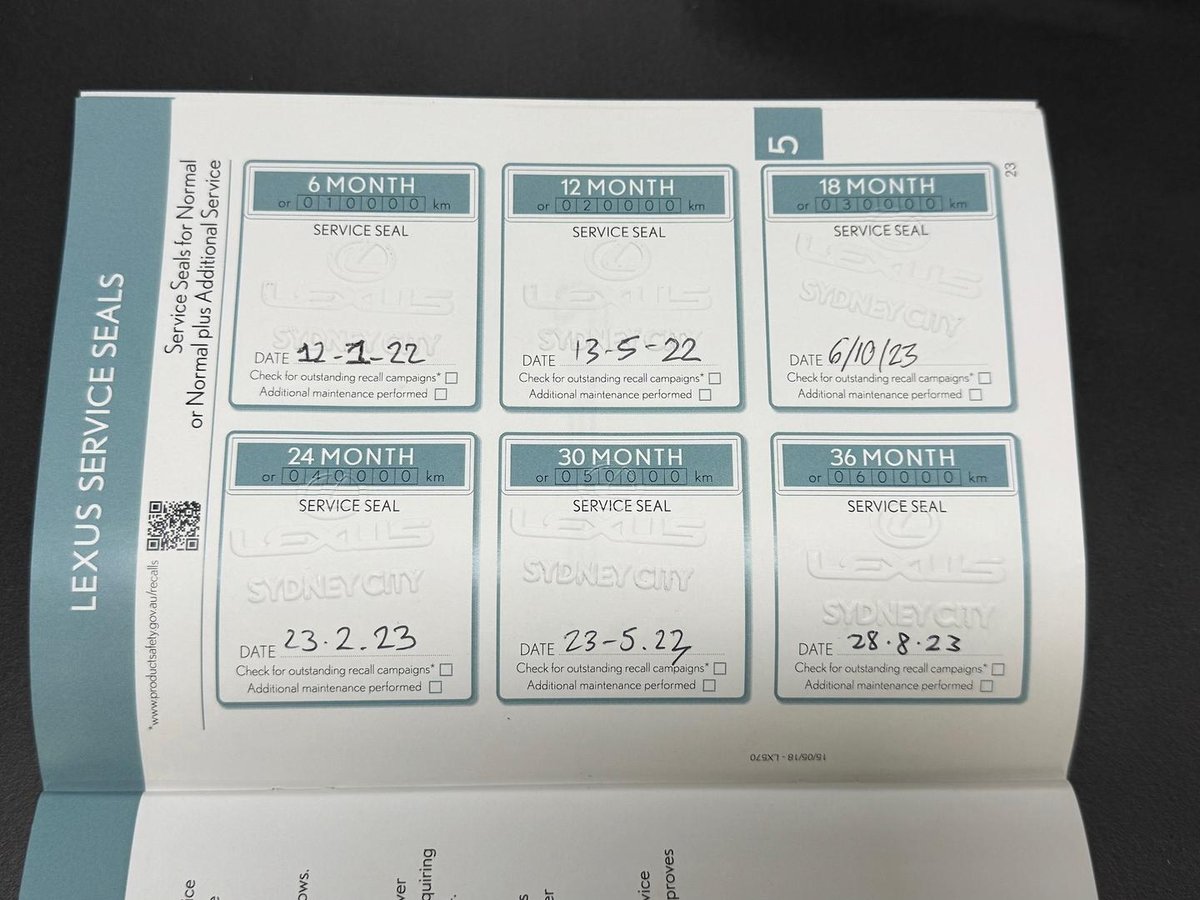 LEXUS SERVICE SEALS
Service Seals for Normal
or Normal plus Additional Service
*www.productsafety.gov.au/recalls
5
23
6 MONTH
or 010000 km
SERVICE SEAL
LEXUS
SYDNEY CITY
DATE 12-1-22
Check for outstanding recall campaigns*
Additional maintenance performed
12 MONTH
or 020000 km
SERVICE SEAL
LEXUS
SYDNEY CITY
DATE 13-5-22
Check for outstanding recall campaigns*
Additional maintenance performed
18 MONTH
or 030000 km
SERVICE SEAL
LEXUS
SYDNEY CITY
DATE 6/10/23
Check for outstanding recall campaigns*
Additional maintenance performed
24 MONTH
or 040000 km
SERVICE SEAL
LEXUS
SYDNEY CITY
DATE 23.2.23
Check for outstanding recall campaigns*
Additional maintenance performed
30 MONTH
or 050000 km
SERVICE SEAL
LEXUS
SYDNEY CITY
DATE 23-5.23
Check for outstanding recall campaigns*
Additional maintenance performed
36 MONTH
or 060000 km
SERVICE SEAL
LEXUS
SYDNEY CITY
DATE 28.8.23
Check for outstanding recall campaigns*
Additional maintenance performed
15/05/18 - LX570